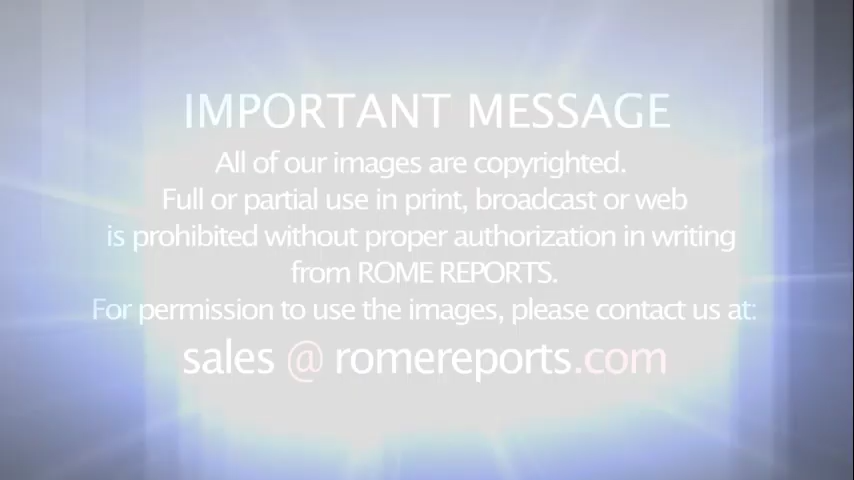 IMPORTANT MESSAGE
All of our images are copyrighted.
Full or partial use in print, broadcast or web
is prohibited without proper authorization in writing
from ROME REPORTS.
For permission to use the images, please contact us at:
sales @ romereports.com